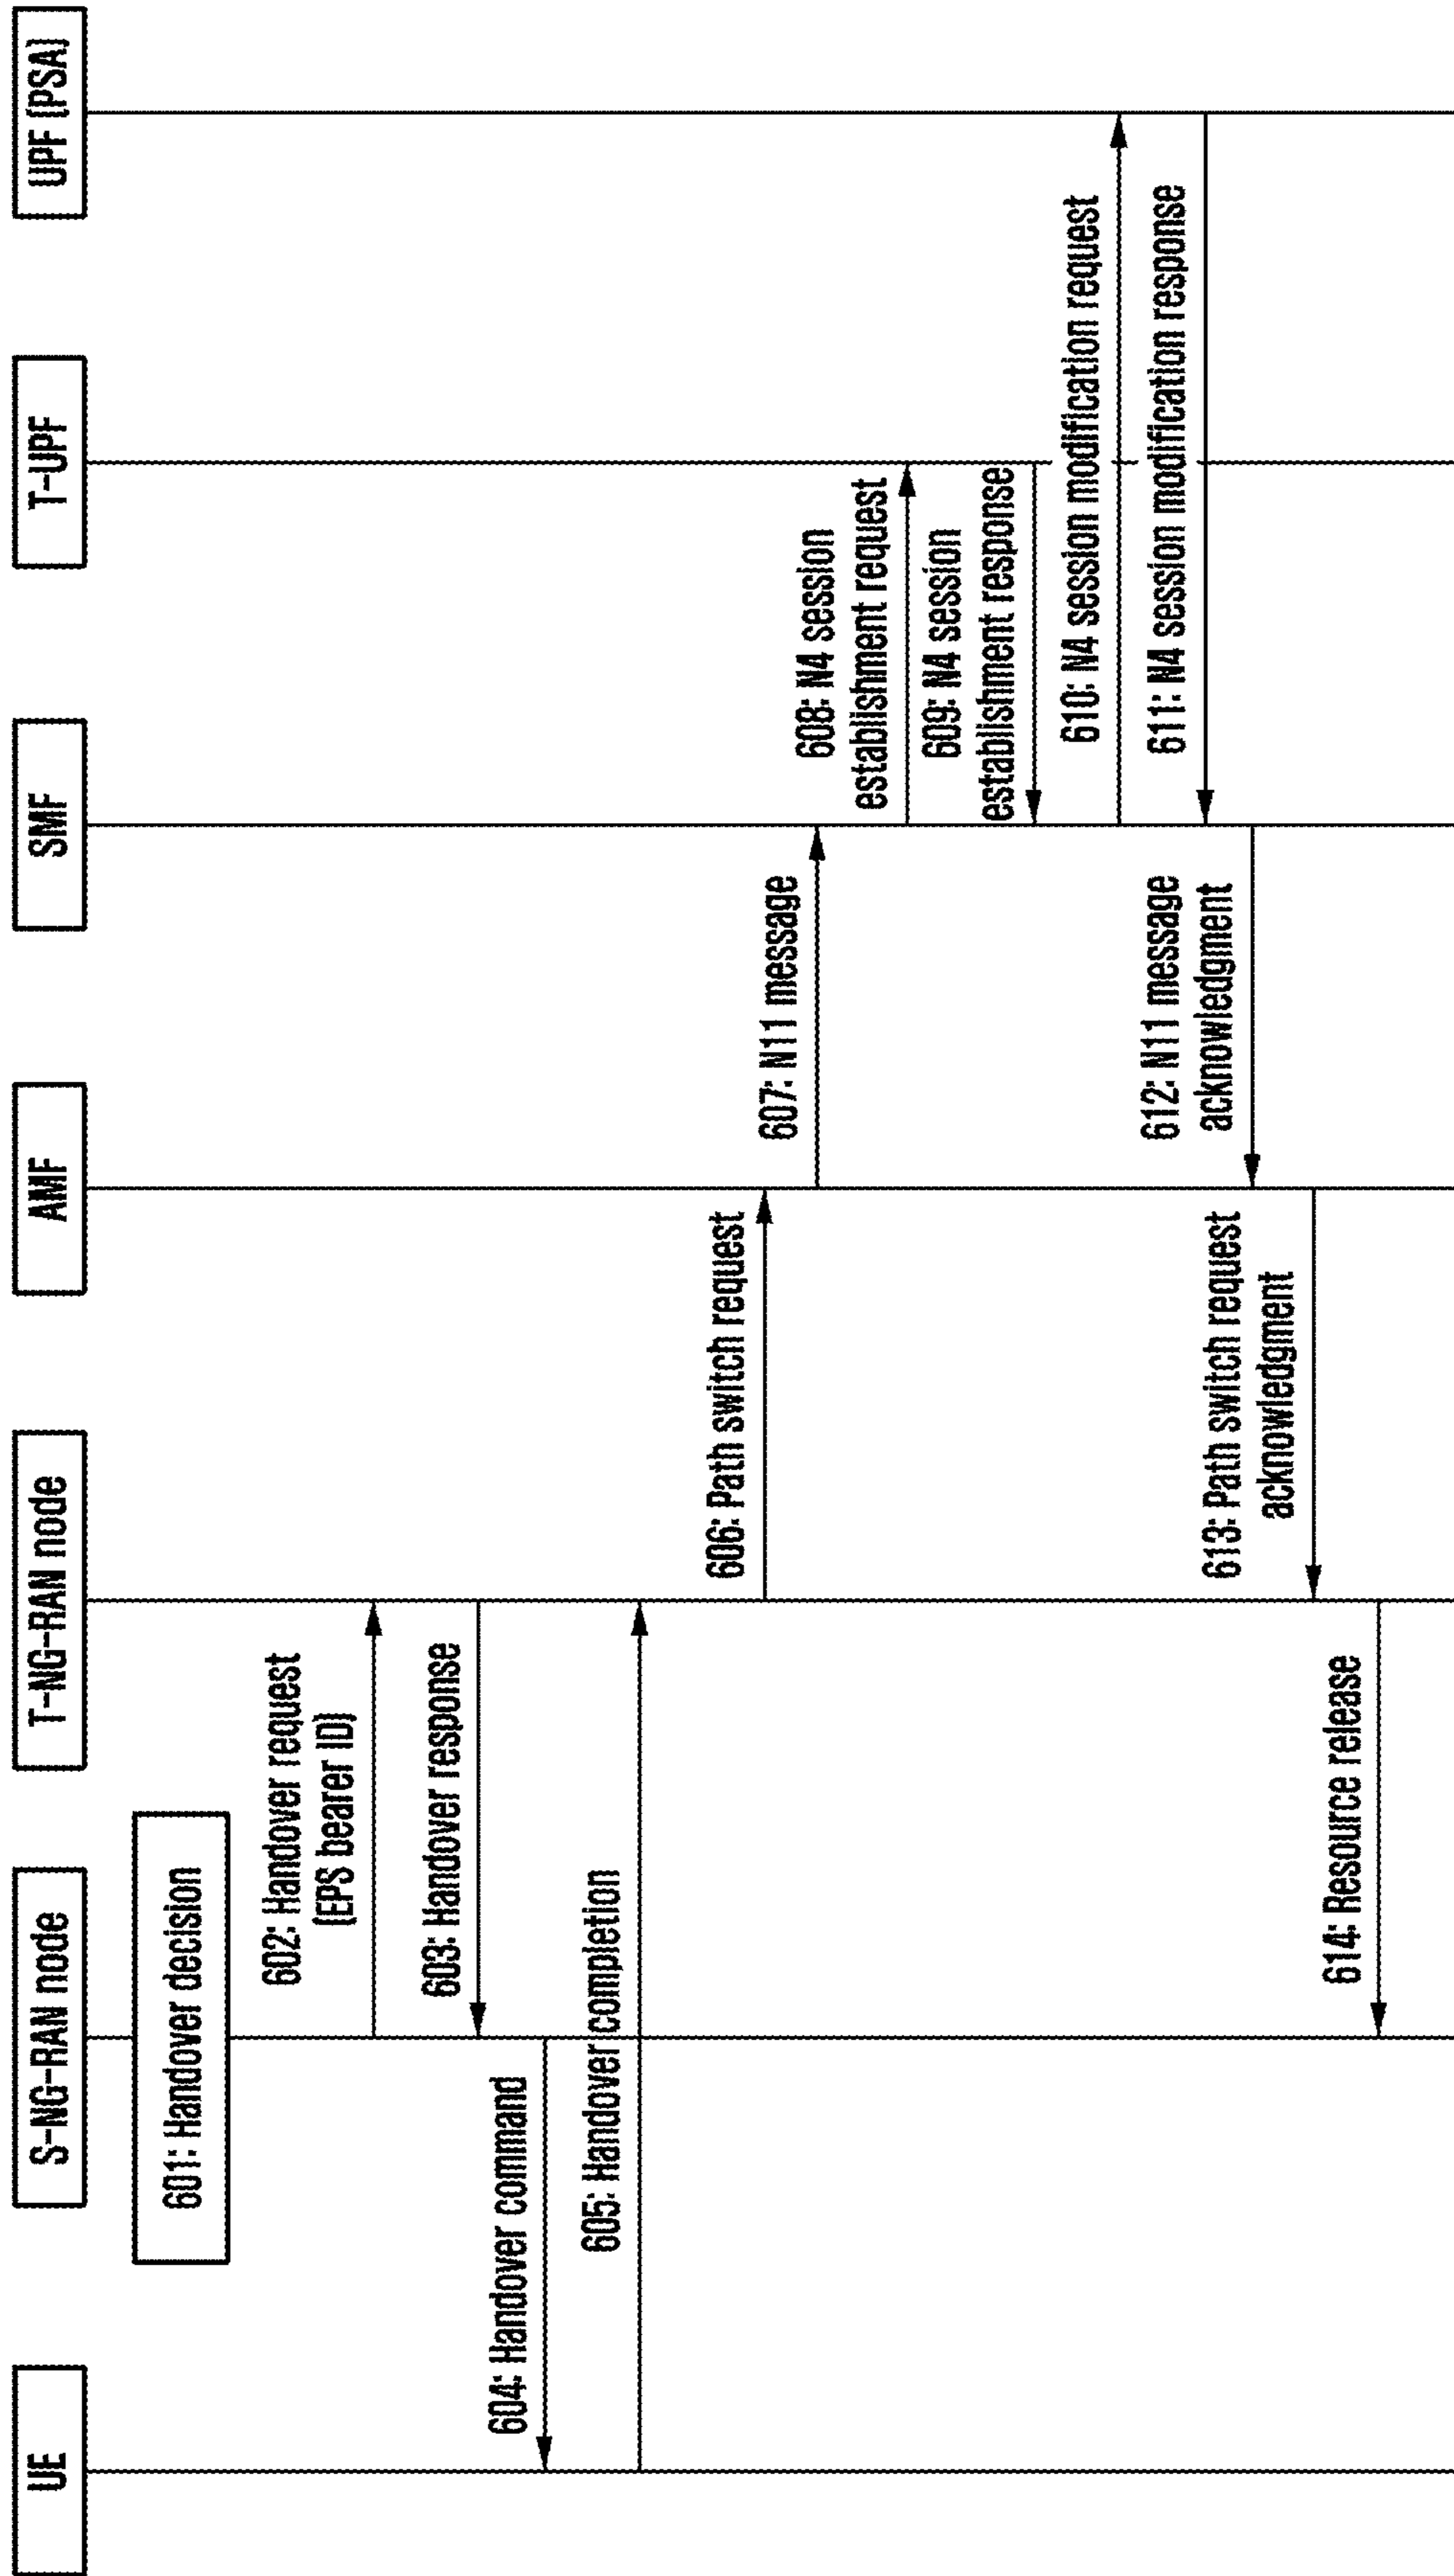 UE
S-NG-RAN node
T-NG-RAN node
AMF
SMF
T-UPF
UPF (PSA)
601: Handover decision
602: Handover request
(EPS bearer ID)
603: Handover response
604: Handover command
605: Handover completion
606: Path switch request
607: N11 message
608: N4 session
establishment request
609: N4 session
establishment response
610: N4 session modification request
611: N4 session modification response
612: N11 message
acknowledgment
613: Path switch request
acknowledgment
614: Resource release